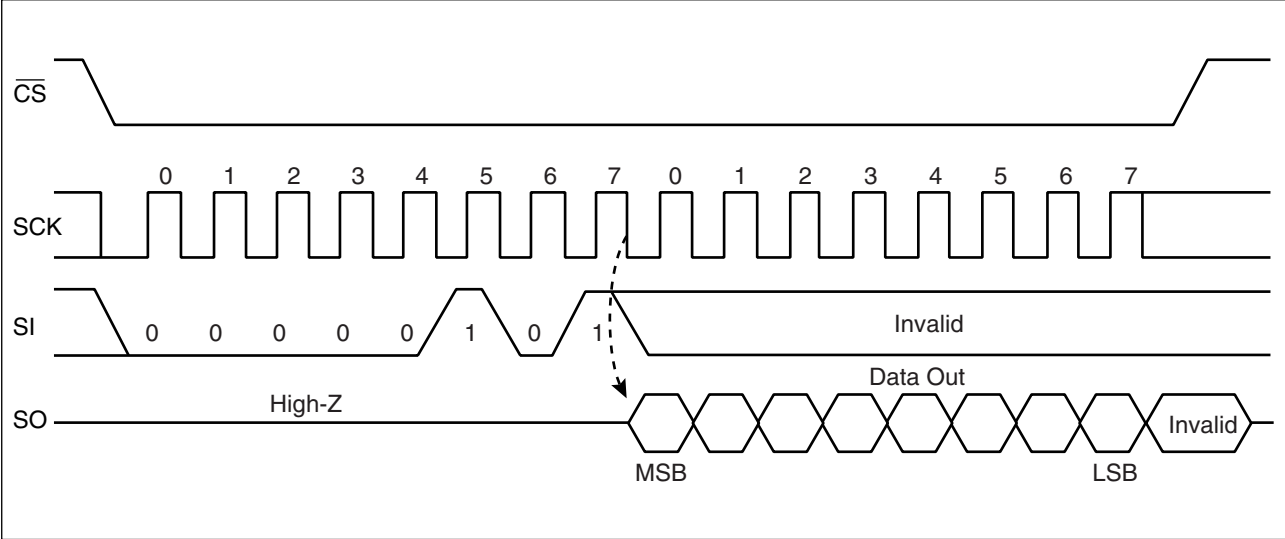 CS
0 1 2 3 4 5 6 7 0 1 2 3 4 5 6 7
SCK
SI
0 0 0 0 0 1 0 1
Invalid
Data Out
High-Z
SO
Invalid
MSB
LSB